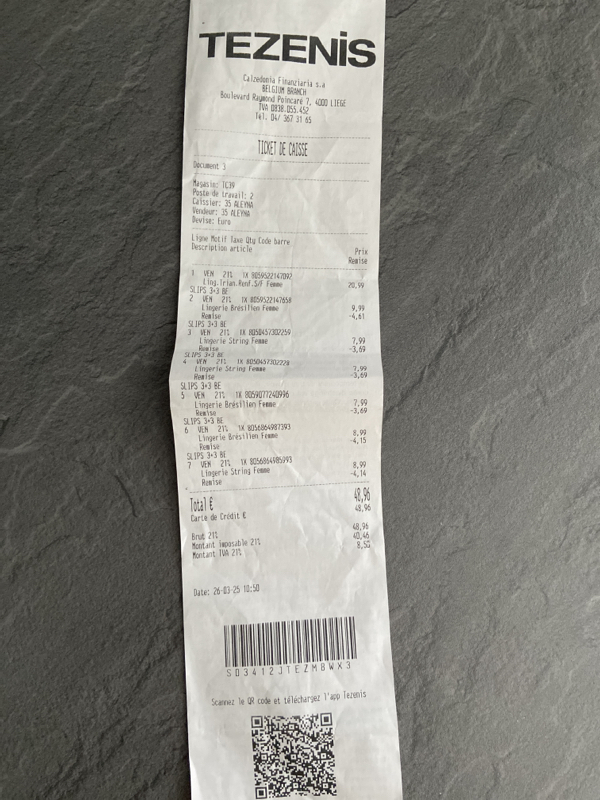 TEZENiS
Calzedonia Finanziaria s.a
BELGIUM BRANCH
Boulevard Raymond Poincaré 7, 4000 LIEGE
TVA 0838.055.452
Tel. 04/ 367 31 65
TICKET DE CAISSE
Document 3
Magasin: TC39
Poste de travail: 2
Caissier: 35 ALEYNA
Vendeur: 35 ALEYNA
Devise: Euro
Ligne Motif Taxe Qty Code barre Prix
Description article Remise
1 VEN 21% 1X 8059522147092
Ling.Trian.Renf.S/F Femme 20,99
SLIPS 3+3 BE
2 VEN 21% 1X 8059522147658
Lingerie Brésilien Femme 9,99
Remise -4,61
SLIPS 3+3 BE
3 VEN 21% 1X 8050457302259
Lingerie String Femme 7,99
Remise -3,69
SLIPS 3+3 BE
4 VEN 21% 1X 8050457302228
Lingerie String Femme 7,99
Remise -3,69
SLIPS 3+3 BE
5 VEN 21% 1X 8059077240996
Lingerie Brésilien Femme 7,99
Remise -3,69
SLIPS 3+3 BE
6 VEN 21% 1X 8056864987393
Lingerie Brésilien Femme 8,99
Remise -4,15
SLIPS 3+3 BE
7 VEN 21% 1X 8056864985993
Lingerie String Femme 8,99
Remise -4,14
Total € 48,96
Carte de Crédit € 48,96
Brut 21% 48,96
Montant imposable 21% 40,46
Montant TVA 21% 8,50
Date: 26-03-25 10:50
SD3412JTEZMBWX3
Scannez le QR code et téléchargez l'app Tezenis